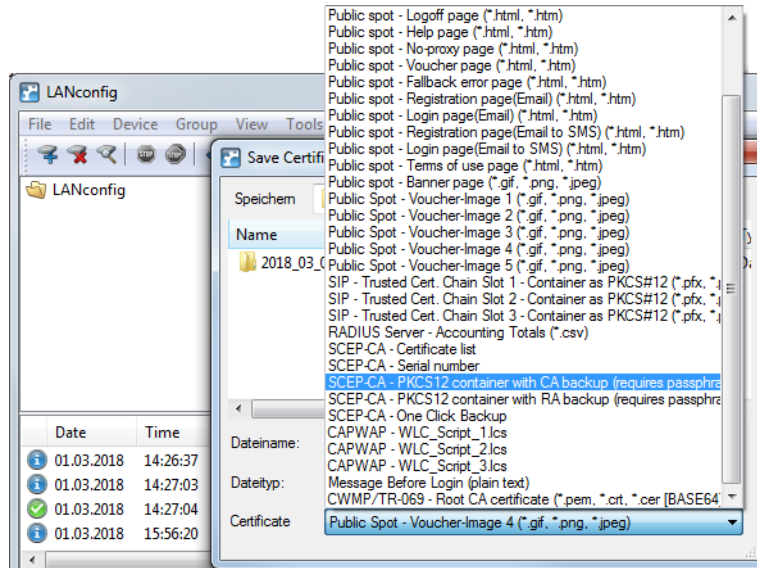 Public spot - Logoff page (*.html, *.htm)
Public spot - Help page (*.html, *.htm)
Public spot - No-proxy page (*.html, *.htm)
Public spot - Voucher page (*.html, *.htm)
Public spot - Fallback error page (*.html, *.htm)
Public spot - Registration page(Email) (*.html, *.htm)
Public spot - Login page(Email) (*.html, *.htm)
Public spot - Registration page(Email to SMS) (*.html, *.htm)
Public spot - Login page(Email to SMS) (*.html, *.htm)
Public spot - Terms of use page (*.html, *.htm)
Public spot - Banner page (*.gif, *.png, *.jpeg)
Public Spot - Voucher-Image 1 (*.gif, *.png, *.jpeg)
Public Spot - Voucher-Image 2 (*.gif, *.png, *.jpeg)
Public Spot - Voucher-Image 3 (*.gif, *.png, *.jpeg)
Public Spot - Voucher-Image 4 (*.gif, *.png, *.jpeg)
Public Spot - Voucher-Image 5 (*.gif, *.png, *.jpeg)
SIP - Trusted Cert. Chain Slot 1 - Container as PKCS#12 (*.pfx,
SIP - Trusted Cert. Chain Slot 2 - Container as PKCS#12 (*.pfx,
SIP - Trusted Cert. Chain Slot 3 - Container as PKCS#12 (*.pfx,
RADIUS Server - Accounting Totals (*.csv)
SCEP-CA - Certificate list
SCEP-CA - Serial number
SCEP-CA - PKCS12 container with CA backup (requires passphra
SCEP-CA - PKCS12 container with RA backup (requires passphra
SCEP-CA - One Click Backup
CAPWAP - WLC_Script_1.lcs
CAPWAP - WLC_Script_2.lcs
CAPWAP - WLC_Script_3.lcs
Message Before Login (plain text)
CWMP/TR-069 - Root CA certificate (*.pem, *.crt, *.cer [BASE64
LANconfig
File Edit Device Group View Tools
Save Certifi
LANconfig
Speichern
Name
2018_03_0
Dateiname:
Dateityp:
Certificate Public Spot - Voucher-Image 4 (*.gif, *.png, *.jpeg)
Date Time
01.03.2018 14:26:37
01.03.2018 14:27:03
01.03.2018 14:27:04
01.03.2018 15:56:20